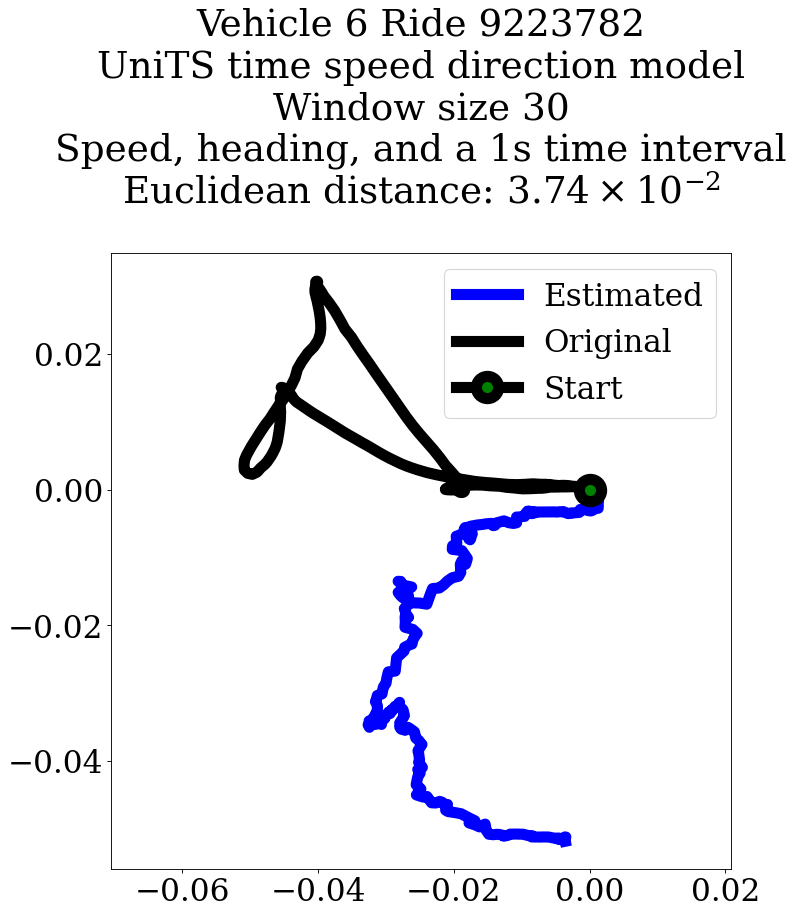 Vehicle 6 Ride 9223782
UniTS time speed direction model
Window size 30
Speed, heading, and a 1s time interval
Euclidean distance: 3.74 × 10⁻²
Estimated
Original
Start
0.02
0.00
−0.02
−0.04
−0.06 −0.04 −0.02 0.00 0.02